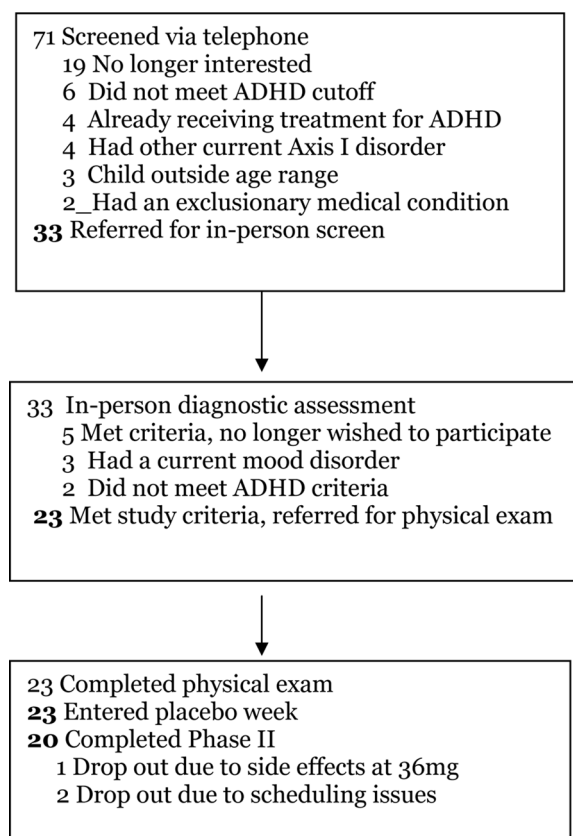 71 Screened via telephone
19 No longer interested
6 Did not meet ADHD cutoff
4 Already receiving treatment for ADHD
4 Had other current Axis I disorder
3 Child outside age range
2_Had an exclusionary medical condition
33 Referred for in-person screen
33 In-person diagnostic assessment
5 Met criteria, no longer wished to participate
3 Had a current mood disorder
2 Did not meet ADHD criteria
23 Met study criteria, referred for physical exam
23 Completed physical exam
23 Entered placebo week
20 Completed Phase II
1 Drop out due to side effects at 36mg
2 Drop out due to scheduling issues